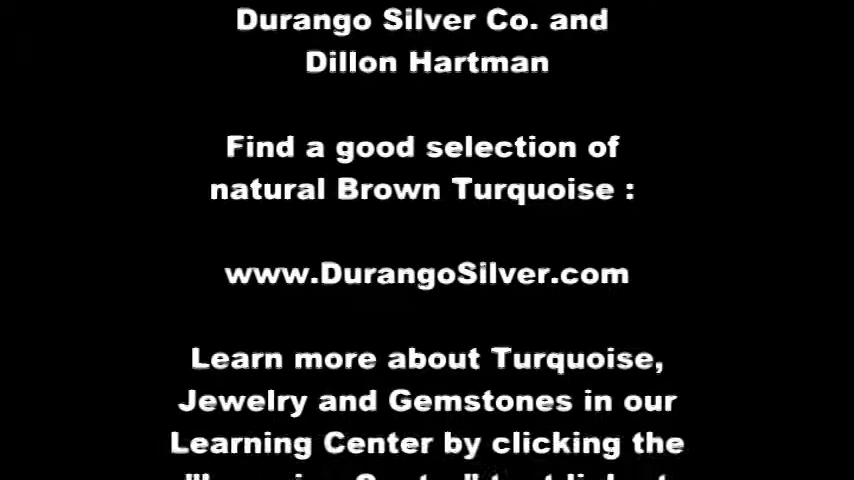 Durango Silver Co. and
Dillon Hartman
Find a good selection of
natural Brown Turquoise :
www.DurangoSilver.com
Learn more about Turquoise,
Jewelry and Gemstones in our
Learning Center by clicking the